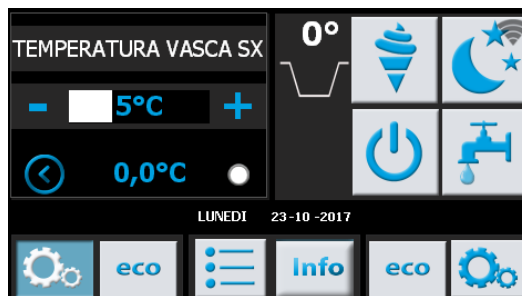 TEMPERATURA VASCA SX
0°
- 5°C +
0,0°C
LUNEDI 23-10-2017
eco
Info
eco